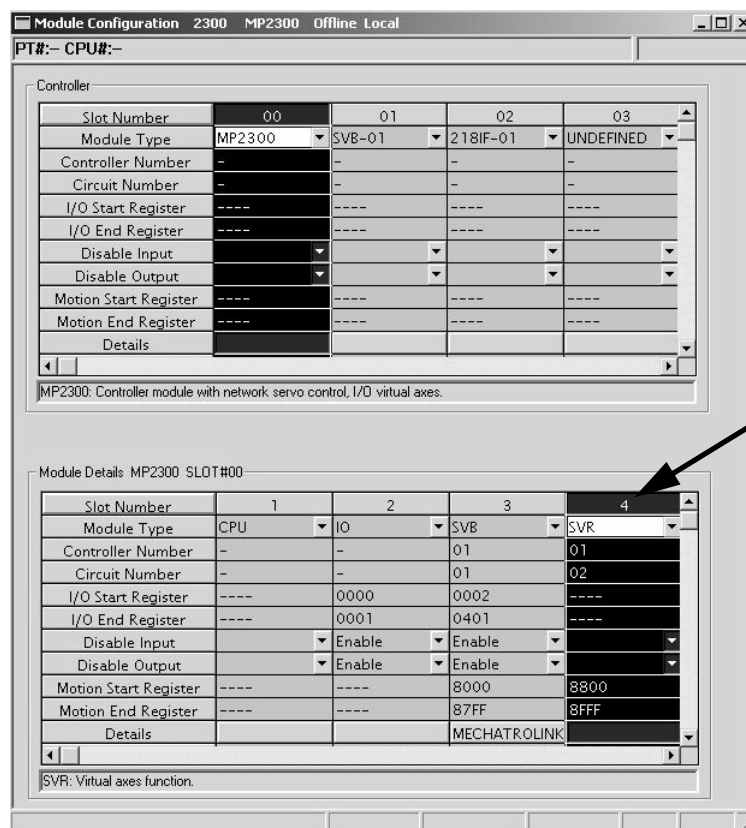 Module Configuration 2300 MP2300 Offline Local
PT#:– CPU#:–
Controller
Slot Number 00 01 02 03
Module Type MP2300 SVB-01 218IF-01 UNDEFINED
Controller Number – – – –
Circuit Number – – – –
I/O Start Register ---- ---- ---- ----
I/O End Register ---- ---- ---- ----
Disable Input
Disable Output
Motion Start Register ---- ---- ---- ----
Motion End Register ---- ---- ---- ----
Details
MP2300: Controller module with network servo control, I/O virtual axes.
Module Details MP2300 SLOT#00
Slot Number 1 2 3 4
Module Type CPU IO SVB SVR
Controller Number – – 01 01
Circuit Number – – 01 02
I/O Start Register ---- 0000 0002 ----
I/O End Register ---- 0001 0401 ----
Disable Input Enable Enable
Disable Output Enable Enable
Motion Start Register ---- ---- 8000 8800
Motion End Register ---- ---- 87FF 8FFF
Details MECHATROLINK
SVR: Virtual axes function.